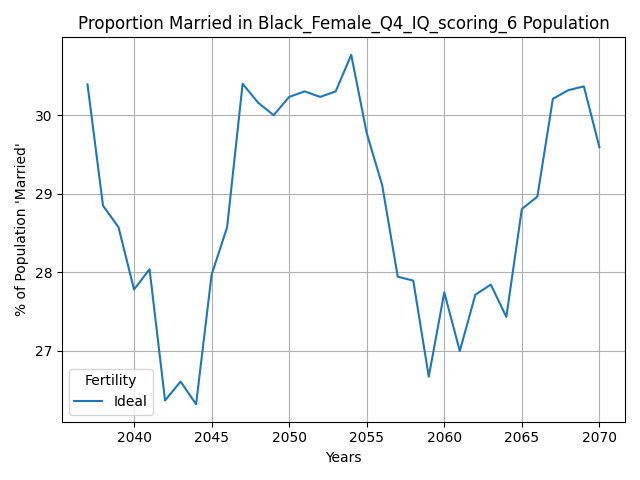 Proportion Married in Black_Female_Q4_IQ_scoring_6 Population
% of Population 'Married'
30
29
28
27
Fertility
Ideal
2040 2045 2050 2055 2060 2065 2070
Years